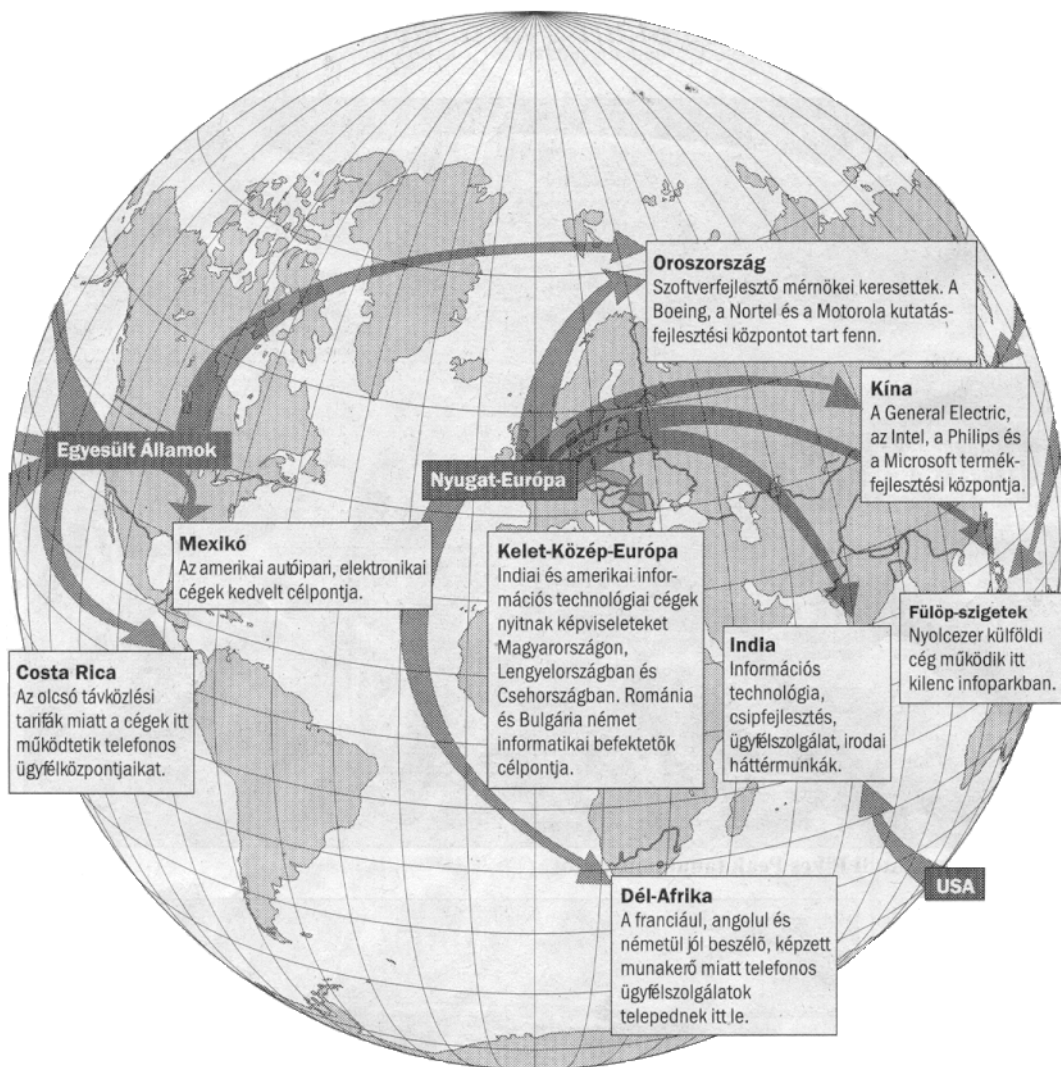 Oroszország
Szoftverfejlesztő mérnökei keresettek. A
Boeing, a Nortel és a Motorola kutatás-
fejlesztési központot tart fenn.
Kína
A General Electric,
az Intel, a Philips és
a Microsoft termék-
fejlesztési központja.
Egyesült Államok
Nyugat-Európa
Mexikó
Az amerikai autóipari, elektronikai
cégek kedvelt célpontja.
Kelet-Közép-Európa
Indiai és amerikai infor-
mációs technológiai cégek
nyitnak képviseleteket
Magyarországon,
Lengyelországban és
Csehországban. Románia
és Bulgária német
informatikai befektetõk
célpontja.
Fülöp-szigetek
Nyolcezer külföldi
cég működik itt
kilenc infoparkban.
India
Információs
technológia,
csipfejlesztés,
ügyfélszolgálat, irodai
háttérmunkák.
Costa Rica
Az olcsó távközlési
tarifák miatt a cégek itt
működtetik telefonos
ügyfélközpontjaikat.
USA
Dél-Afrika
A franciául, angolul és
németül jól beszélõ, képzett
munakerő miatt telefonos
ügyfélszolgálatok
telepednek itt le.